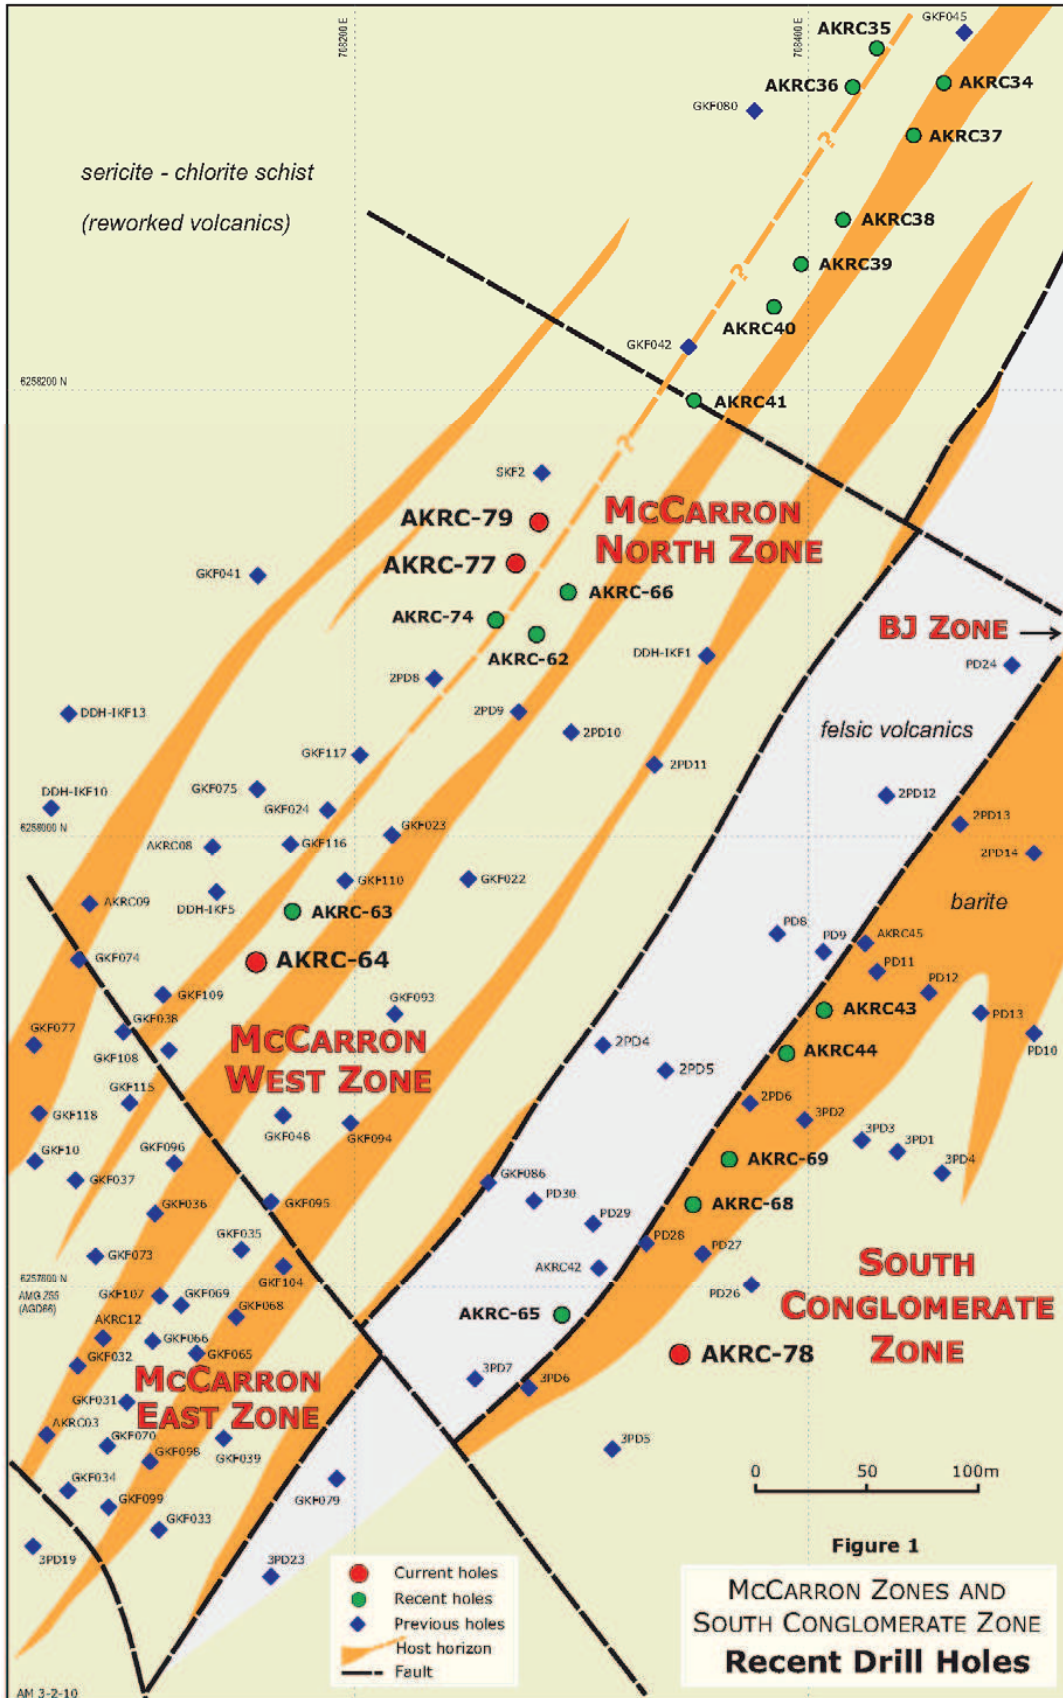 708200 E
708400 E
GKF045
AKRC35
AKRC36
AKRC34
GKF080
AKRC37
?
sericite - chlorite schist
(reworked volcanics)
AKRC38
AKRC39
?
AKRC40
GKF042
6258200 N
AKRC41
?
SKF2
AKRC-79
MCCARRON
NORTH ZONE
AKRC-77
GKF041
AKRC-66
AKRC-74
AKRC-62
BJ ZONE
DDH-IKF1
PD24
2PD8
DDH-IKF13
2PD9
2PD10
felsic volcanics
GKF117
2PD11
GKF075
DDH-IKF10
GKF024
2PD12
2PD13
6258000 N
GKF023
AKRC08
GKF116
2PD14
GKF110
GKF022
DDH-IKF5
AKRC09
AKRC-63
barite
PD8
PD9
AKRC45
GKF074
AKRC-64
PD11
PD12
GKF109
GKF093
AKRC43
PD13
GKF038
GKF077
GKF108
MCCARRON
WEST ZONE
2PD4
AKRC44
PD10
2PD5
GKF115
2PD6
GKF118
GKF048
GKF094
3PD2
3PD3
3PD1
GKF10
GKF096
AKRC-69
3PD4
GKF037
GKF086
GKF036
GKF095
PD30
AKRC-68
PD29
GKF035
PD28
PD27
GKF073
GKF104
AKRC42
SOUTH
CONGLOMERATE
ZONE
6257800 N
AMG Z55
(AGD66)
GKF107
GKF069
GKF068
PD26
AKRC-65
AKRC12
GKF066
GKF032
GKF065
AKRC-78
MCCARRON
EAST ZONE
3PD7
3PD6
GKF031
AKRC03
GKF070
GKF039
3PD5
GKF098
GKF034
GKF079
0 50 100m
GKF099
GKF033
3PD19
3PD23
Figure 1
MCCARRON ZONES AND
SOUTH CONGLOMERATE ZONE
Recent Drill Holes
Current holes
Recent holes
Previous holes
Host horizon
Fault
AM 3-2-10